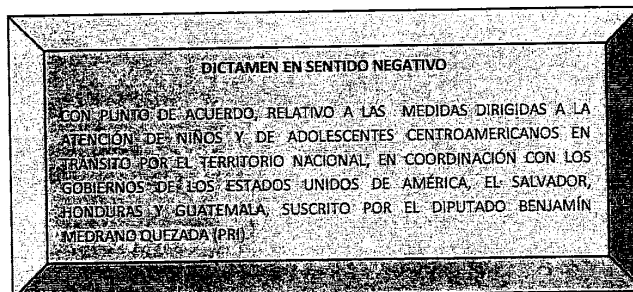 DICTAMEN EN SENTIDO NEGATIVO
CON PUNTO DE ACUERDO, RELATIVO A LAS MEDIDAS DIRIGIDAS A LA
ATENCIÓN DE NIÑOS Y DE ADOLESCENTES CENTROAMERICANOS EN
TRÁNSITO POR EL TERRITORIO NACIONAL, EN COORDINACIÓN CON LOS
GOBIERNOS DE LOS ESTADOS UNIDOS DE AMÉRICA, EL SALVADOR,
HONDURAS Y GUATEMALA, SUSCRITO POR EL DIPUTADO BENJAMÍN
MEDRANO QUEZADA (PRI).